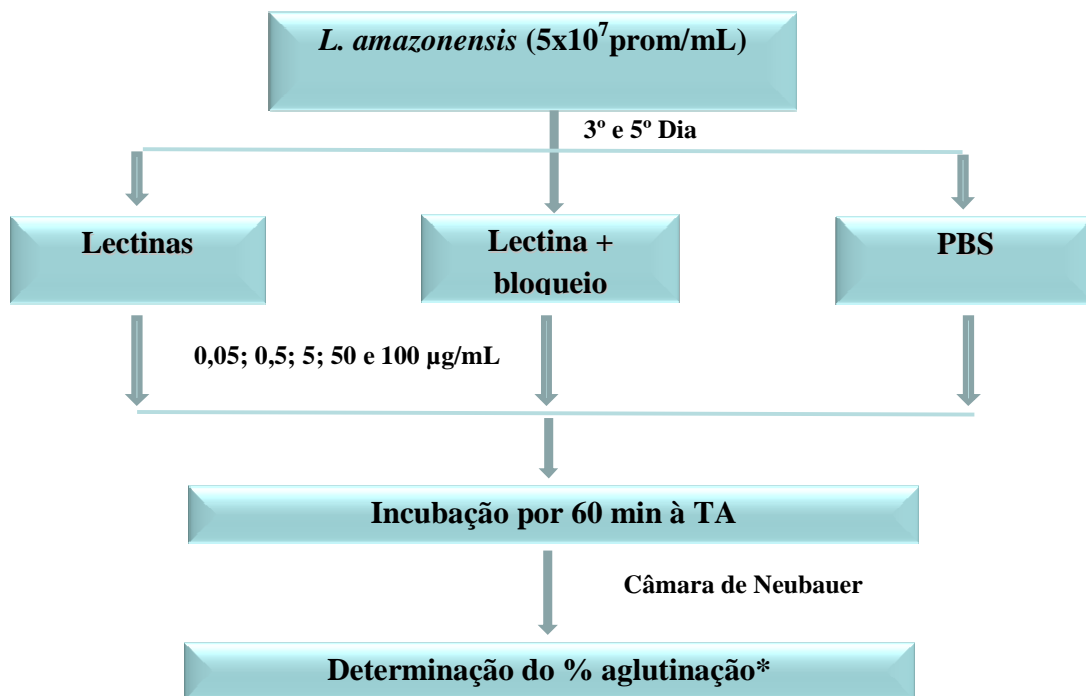 L. amazonensis (5x10⁷prom/mL)
3º e 5º Dia
Lectinas
Lectina +
bloqueio
PBS
0,05; 0,5; 5; 50 e 100 µg/mL
Incubação por 60 min à TA
Câmara de Neubauer
Determinação do % aglutinação*